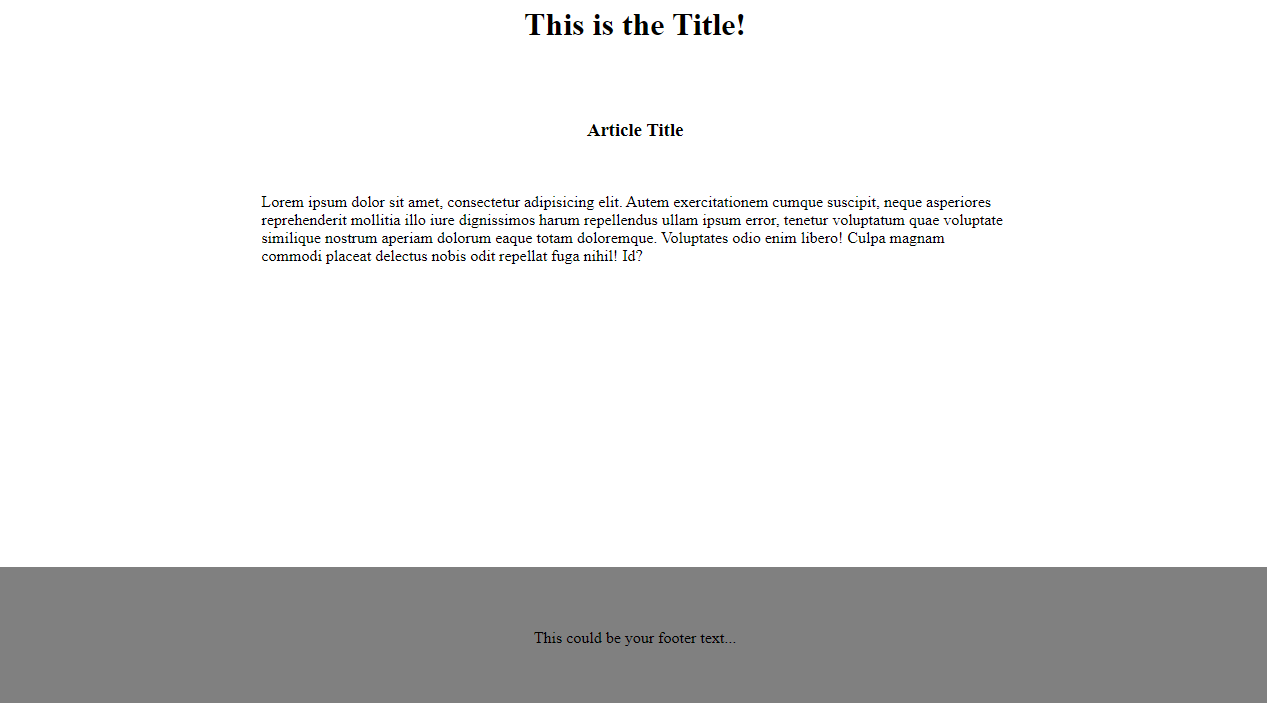 This is the Title!
Article Title
Lorem ipsum dolor sit amet, consectetur adipisicing elit. Autem exercitationem cumque suscipit, neque asperiores
reprehenderit mollitia illo iure dignissimos harum repellendus ullam ipsum error, tenetur voluptatum quae voluptate
similique nostrum aperiam dolorum eaque totam doloremque. Voluptates odio enim libero! Culpa magnam
commodi placeat delectus nobis odit repellat fuga nihil! Id?
This could be your footer text...